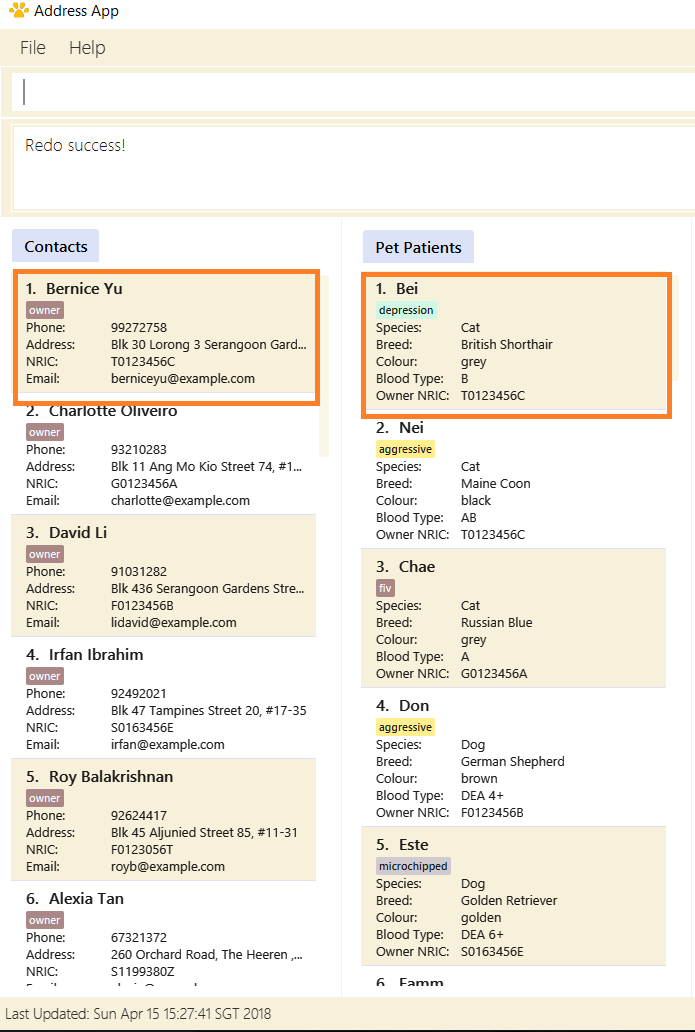 Address App
File Help
Redo success!
Contacts
1. Bernice Yu
owner
Phone: 99272758
Address: Blk 30 Lorong 3 Serangoon Gard...
NRIC: T0123456C
Email: berniceyu@example.com
2. Charlotte Oliveiro
owner
Phone: 93210283
Address: Blk 11 Ang Mo Kio Street 74, #1...
NRIC: G0123456A
Email: charlotte@example.com
3. David Li
owner
Phone: 91031282
Address: Blk 436 Serangoon Gardens Stre...
NRIC: F0123456B
Email: lidavid@example.com
4. Irfan Ibrahim
owner
Phone: 92492021
Address: Blk 47 Tampines Street 20, #17-35
NRIC: S0163456E
Email: irfan@example.com
5. Roy Balakrishnan
owner
Phone: 92624417
Address: Blk 45 Aljunied Street 85, #11-31
NRIC: F0123056T
Email: royb@example.com
6. Alexia Tan
owner
Phone: 67321372
Address: 260 Orchard Road, The Heeren ,...
NRIC: S1199380Z
Pet Patients
1. Bei
depression
Species: Cat
Breed: British Shorthair
Colour: grey
Blood Type: B
Owner NRIC: T0123456C
2. Nei
aggressive
Species: Cat
Breed: Maine Coon
Colour: black
Blood Type: AB
Owner NRIC: T0123456C
3. Chae
fiv
Species: Cat
Breed: Russian Blue
Colour: grey
Blood Type: A
Owner NRIC: G0123456A
4. Don
aggressive
Species: Dog
Breed: German Shepherd
Colour: brown
Blood Type: DEA 4+
Owner NRIC: F0123456B
5. Este
microchipped
Species: Dog
Breed: Golden Retriever
Colour: golden
Blood Type: DEA 6+
Owner NRIC: S0163456E
6. Famm
Last Updated: Sun Apr 15 15:27:41 SGT 2018